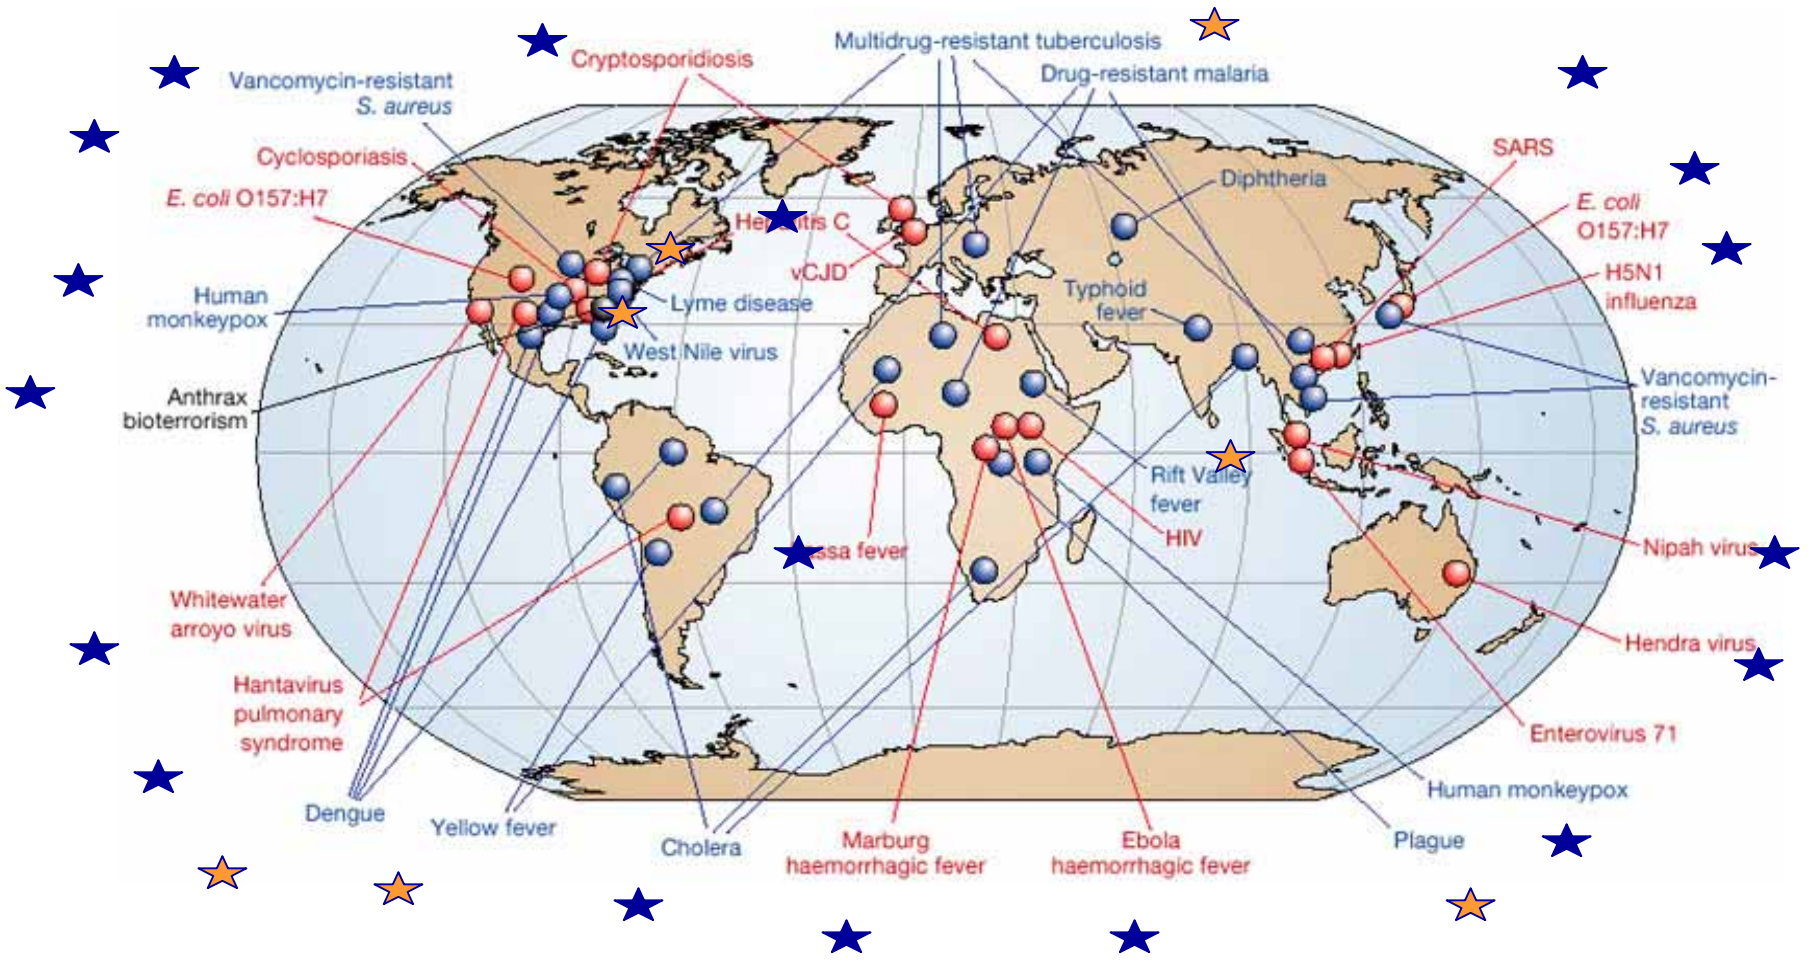 Multidrug-resistant tuberculosis
Cryptosporidiosis
Drug-resistant malaria
Vancomycin-resistant
S. aureus
Cyclosporiasis
E. coli O157:H7
SARS
Diphtheria
E. coli
O157:H7
Hepatitis C
vCJD
H5N1
influenza
Human
monkeypox
Lyme disease
Typhoid
fever
West Nile virus
Anthrax
bioterrorism
Vancomycin-
resistant
S. aureus
Rift Valley
fever
HIV
Lassa fever
Nipah virus
Whitewater
arroyo virus
Hendra virus
Hantavirus
pulmonary
syndrome
Enterovirus 71
Human monkeypox
Dengue
Yellow fever
Cholera
Marburg
haemorrhagic fever
Ebola
haemorrhagic fever
Plague